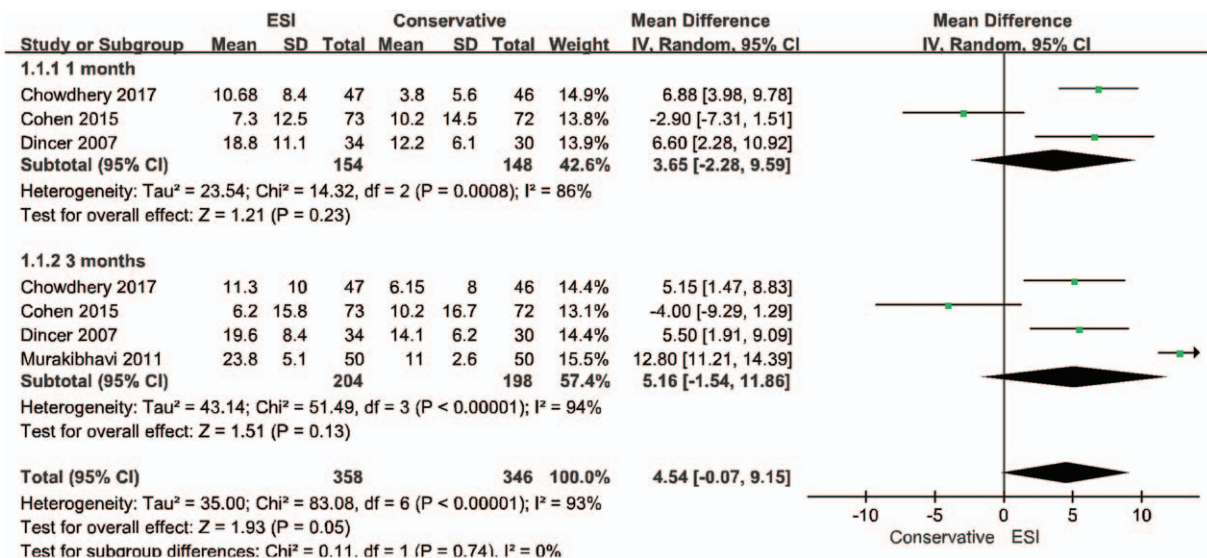 ESI Conservative Mean Difference Mean Difference
Study or Subgroup Mean SD Total Mean SD Total Weight IV, Random, 95% CI IV, Random, 95% CI
1.1.1 1 month
Chowdhery 2017 10.68 8.4 47 3.8 5.6 46 14.9% 6.88 [3.98, 9.78]
Cohen 2015 7.3 12.5 73 10.2 14.5 72 13.8% -2.90 [-7.31, 1.51]
Dincer 2007 18.8 11.1 34 12.2 6.1 30 13.9% 6.60 [2.28, 10.92]
Subtotal (95% CI) 154 148 42.6% 3.65 [-2.28, 9.59]
Heterogeneity: Tau² = 23.54; Chi² = 14.32, df = 2 (P = 0.0008); I² = 86%
Test for overall effect: Z = 1.21 (P = 0.23)
1.1.2 3 months
Chowdhery 2017 11.3 10 47 6.15 8 46 14.4% 5.15 [1.47, 8.83]
Cohen 2015 6.2 15.8 73 10.2 16.7 72 13.1% -4.00 [-9.29, 1.29]
Dincer 2007 19.6 8.4 34 14.1 6.2 30 14.4% 5.50 [1.91, 9.09]
Murakibhavi 2011 23.8 5.1 50 11 2.6 50 15.5% 12.80 [11.21, 14.39]
Subtotal (95% CI) 204 198 57.4% 5.16 [-1.54, 11.86]
Heterogeneity: Tau² = 43.14; Chi² = 51.49, df = 3 (P < 0.00001); I² = 94%
Test for overall effect: Z = 1.51 (P = 0.13)
Total (95% CI) 358 346 100.0% 4.54 [-0.07, 9.15]
Heterogeneity: Tau² = 35.00; Chi² = 83.08, df = 6 (P < 0.00001); I² = 93%
Test for overall effect: Z = 1.93 (P = 0.05)
Test for subgroup differences: Chi² = 0.11, df = 1 (P = 0.74), I² = 0%
-10 -5 0 5 10
Conservative ESI